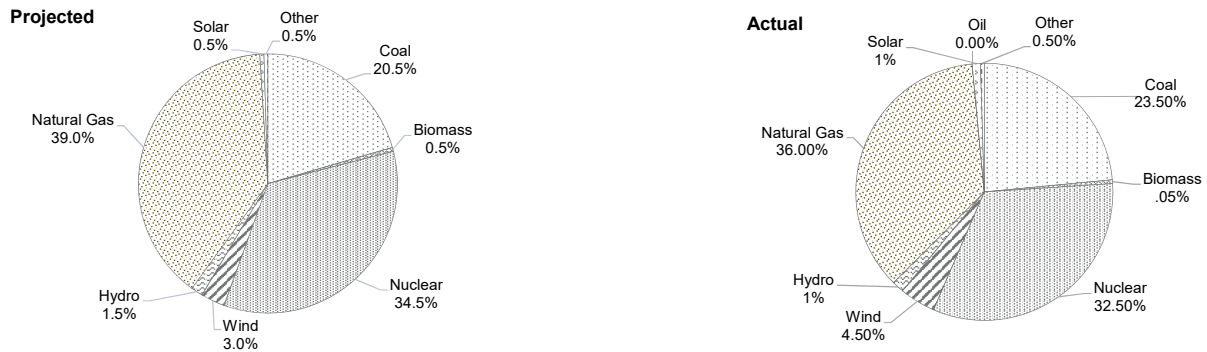 Projected
Solar
0.5%
Other
0.5%
Coal
20.5%
Biomass
0.5%
Nuclear
34.5%
Wind
3.0%
Hydro
1.5%
Natural Gas
39.0%
Actual
Solar
1%
Oil
0.00%
Other
0.50%
Coal
23.50%
Biomass
.05%
Nuclear
32.50%
Wind
4.50%
Hydro
1%
Natural Gas
36.00%